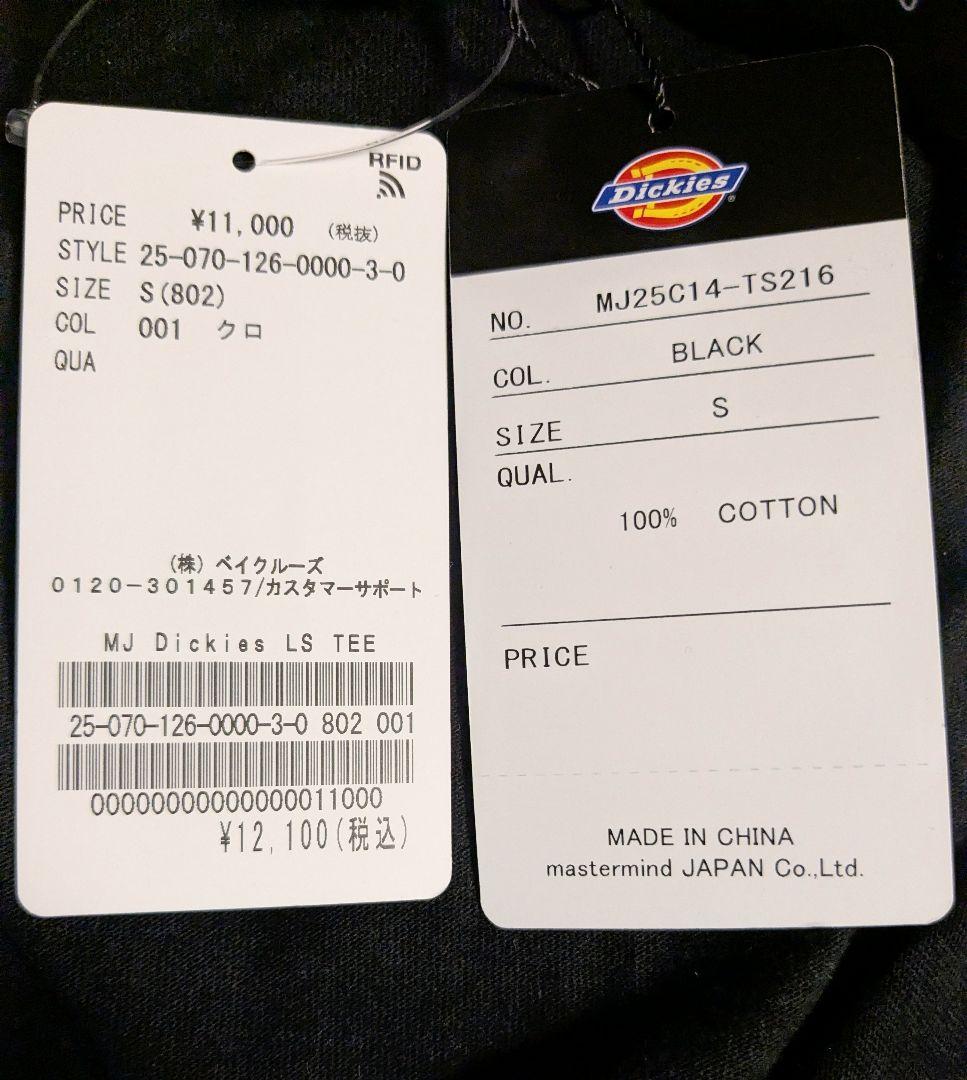 RFID
PRICE ¥11,000 (税抜)
STYLE 25-070-126-0000-3-0
SIZE S(802)
COL 001 クロ
QUA
(株) ベイクルーズ
0120-301457/カスタマーサポート
MJ Dickies LS TEE
25-070-126-0000-3-0 802 001
00000000000000011000
¥12,100(税込)
Dickies®
NO. MJ25C14-TS216
COL. BLACK
SIZE S
QUAL.
100% COTTON
PRICE
MADE IN CHINA
mastermind JAPAN Co.,Ltd.